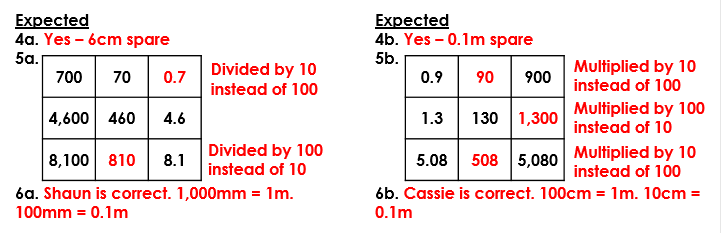 Expected
4a. Yes – 6cm spare
5a.
700 70 0.7 Divided by 10 instead of 100
4,600 460 4.6
8,100 810 8.1 Divided by 100 instead of 10
6a. Shaun is correct. 1,000mm = 1m.
100mm = 0.1m
Expected
4b. Yes – 0.1m spare
5b.
0.9 90 900 Multiplied by 10 instead of 100
1.3 130 1,300 Multiplied by 100 instead of 10
5.08 508 5,080 Multiplied by 10 instead of 100
6b. Cassie is correct. 100cm = 1m. 10cm =
0.1m